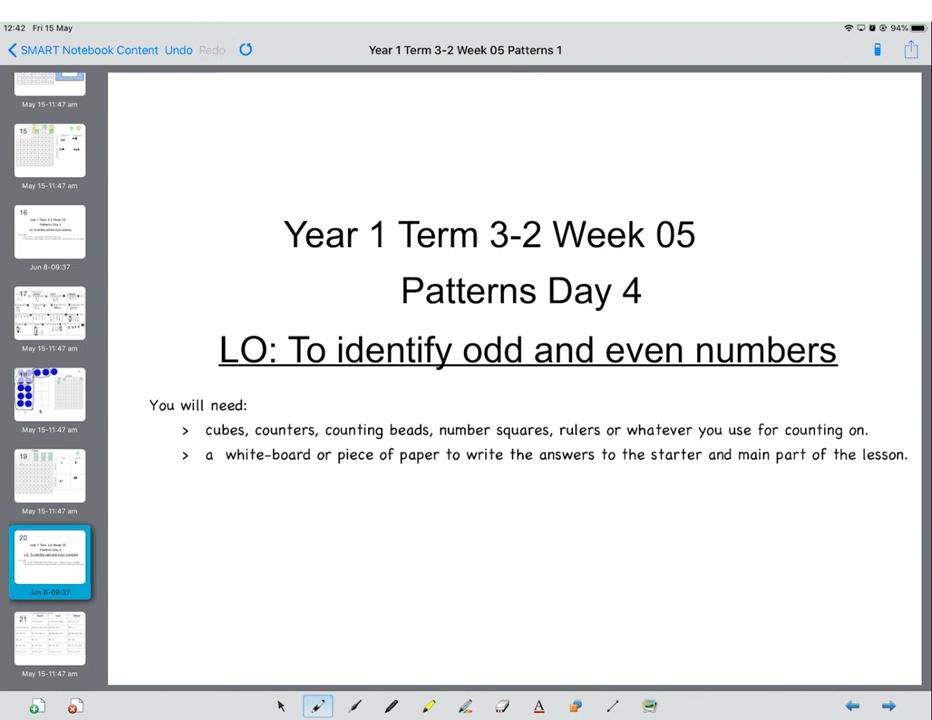 12:42 Fri 15 May
94%
SMART Notebook Content Undo Redo
Year 1 Term 3-2 Week 05 Patterns 1
May 15-11:47 am
15
May 15-11:47 am
16
Jun 8-09:37
17
May 15-11:47 am
18
May 15-11:47 am
19
May 15-11:47 am
20
Jun 8-09:37
21
May 15-11:47 am
Year 1 Term 3-2 Week 05
Patterns Day 4
LO: To identify odd and even numbers
You will need:
> cubes, counters, counting beads, number squares, rulers or whatever you use for counting on.
> a white-board or piece of paper to write the answers to the starter and main part of the lesson.
A